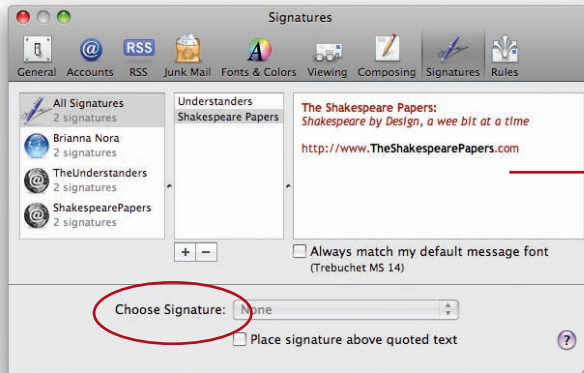 Signatures
General Accounts RSS Junk Mail Fonts & Colors Viewing Composing Signatures Rules
RSS
All Signatures
2 signatures
Brianna Nora
2 signatures
TheUnderstanders
2 signatures
ShakespearePapers
2 signatures
Understanders
Shakespeare Papers
The Shakespeare Papers:
Shakespeare by Design, a wee bit at a time
http://www.TheShakespearePapers.com
+ −
Always match my default message font
(Trebuchet MS 14)
Choose Signature: None
Place signature above quoted text
?